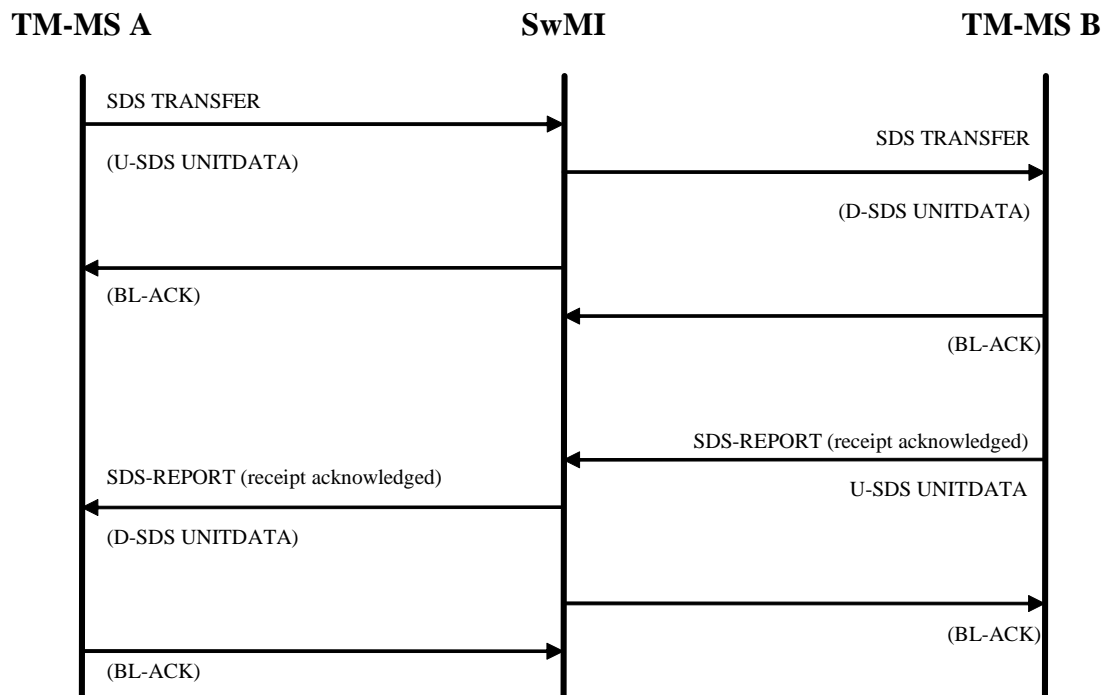 TM-MS A
SwMI
TM-MS B
SDS TRANSFER
SDS TRANSFER
(U-SDS UNITDATA)
(D-SDS UNITDATA)
(BL-ACK)
(BL-ACK)
SDS-REPORT (receipt acknowledged)
SDS-REPORT (receipt acknowledged)
U-SDS UNITDATA
(D-SDS UNITDATA)
(BL-ACK)
(BL-ACK)